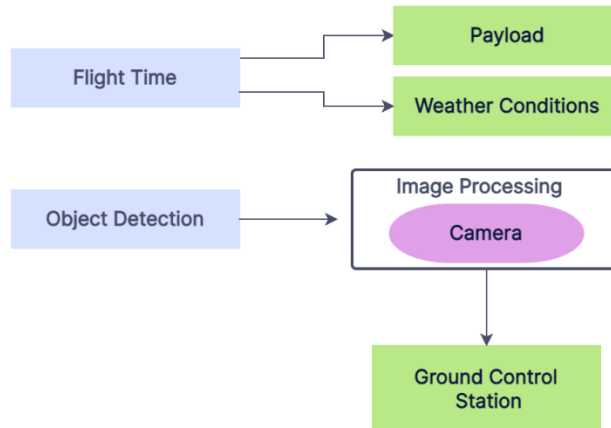 Payload
Flight Time
Weather Conditions
Image Processing
Object Detection
Camera
Ground Control
Station